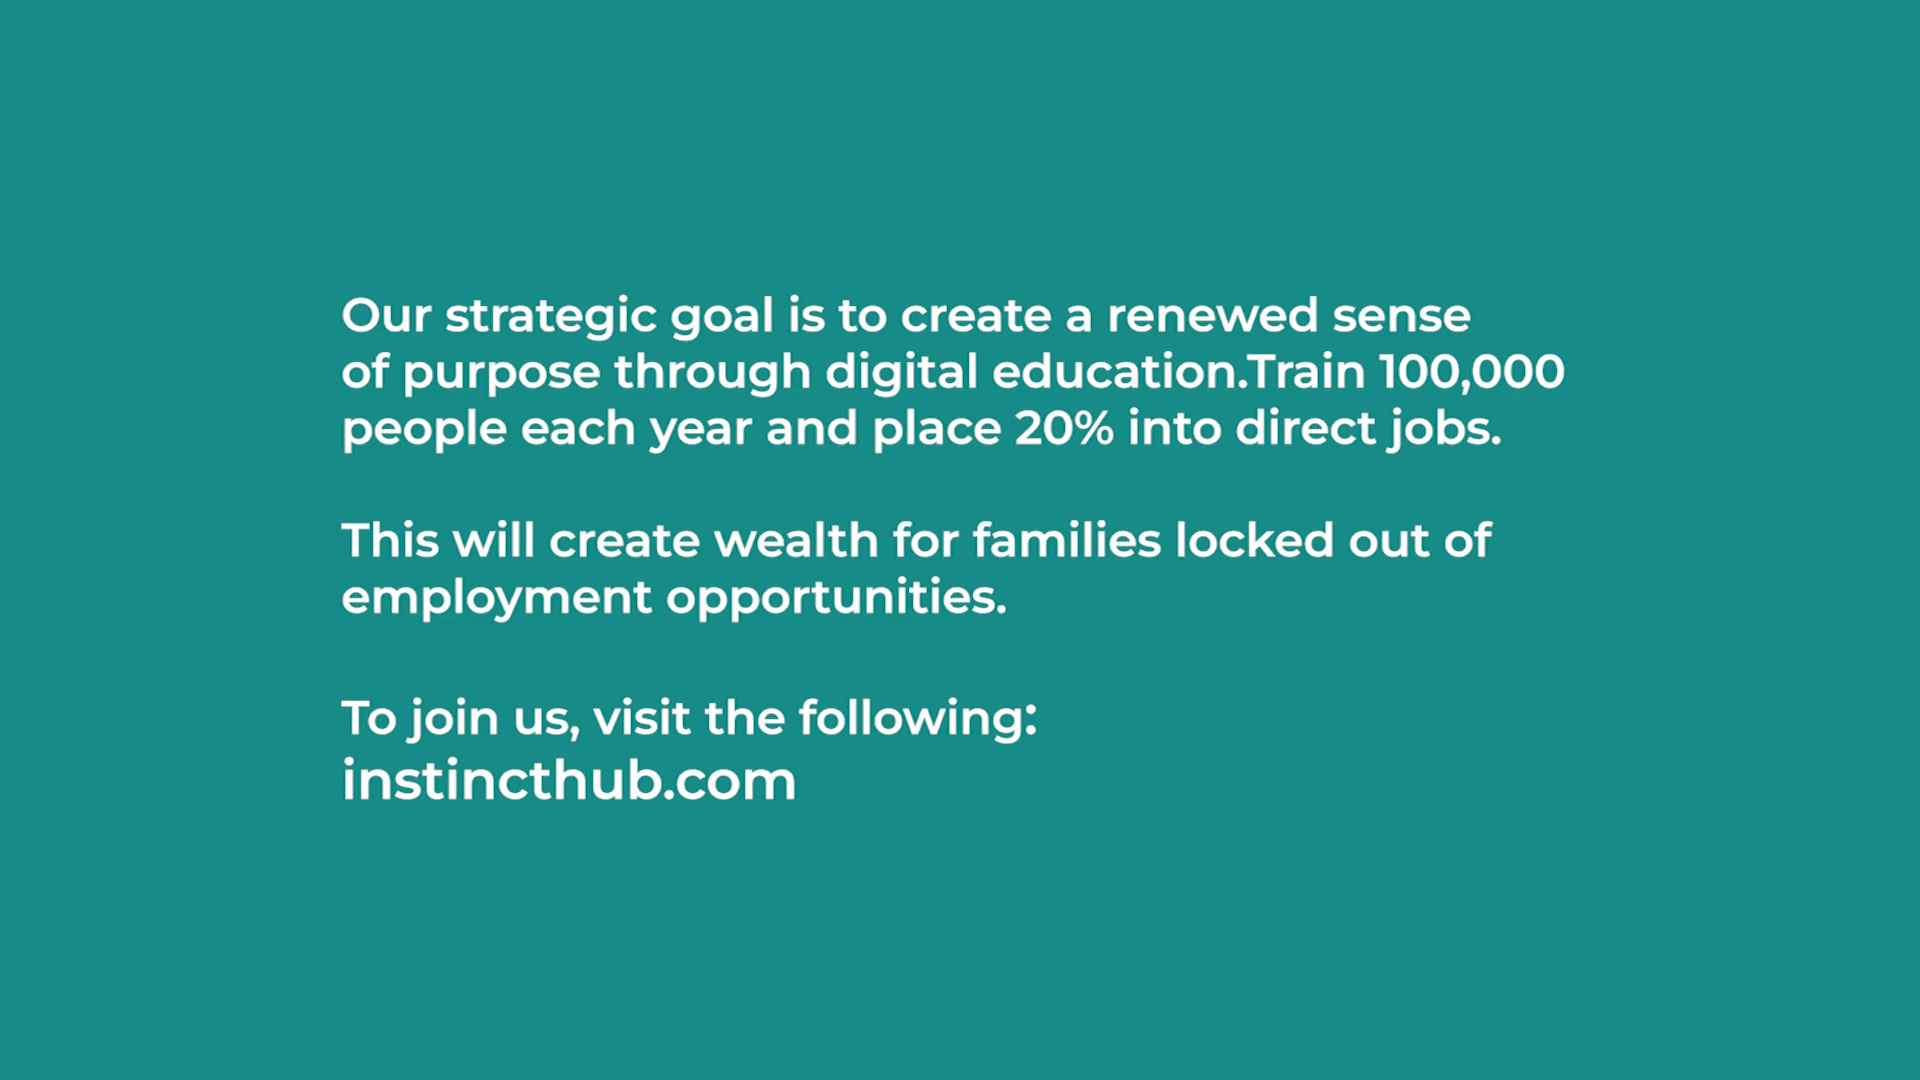 Our strategic goal is to create a renewed sense
of purpose through digital education.Train 100,000
people each year and place 20% into direct jobs.
This will create wealth for families locked out of
employment opportunities.
To join us, visit the following:
instincthub.com